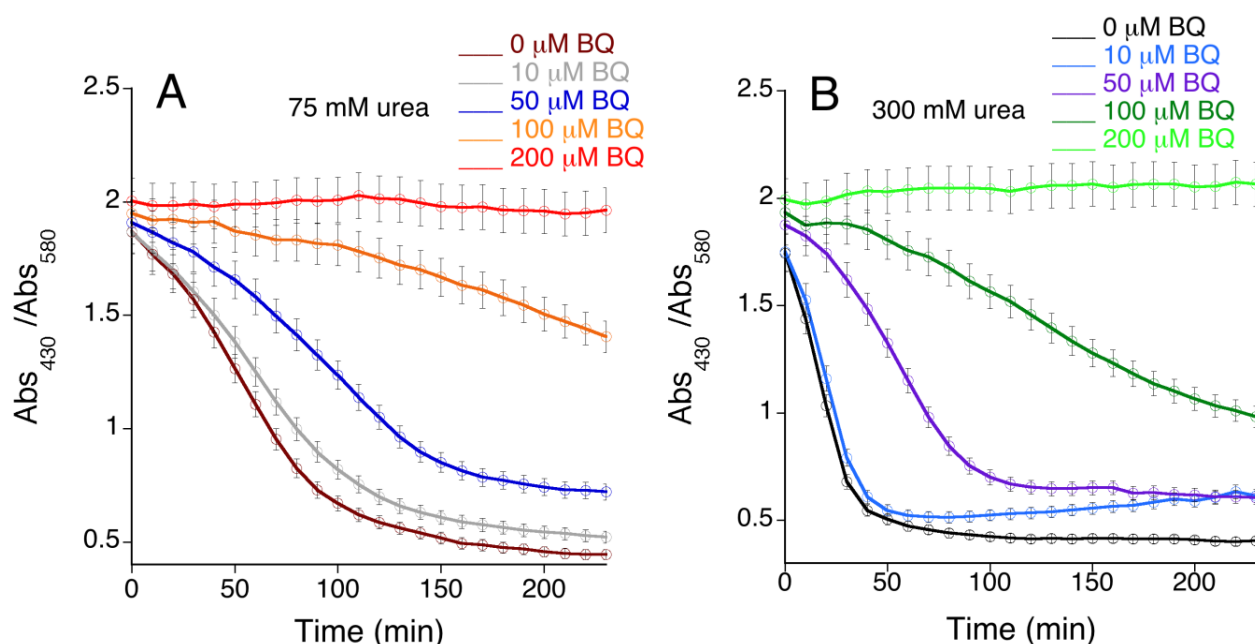 A
75 mM urea
0 μM BQ
10 μM BQ
50 μM BQ
100 μM BQ
200 μM BQ
2.5
2
1.5
1
0.5
Abs430 /Abs580
0
50
100
150
200
Time (min)
B
300 mM urea
0 μM BQ
10 μM BQ
50 μM BQ
100 μM BQ
200 μM BQ
2.5
2
1.5
1
0.5
Abs430 /Abs580
0
50
100
150
200
Time (min)